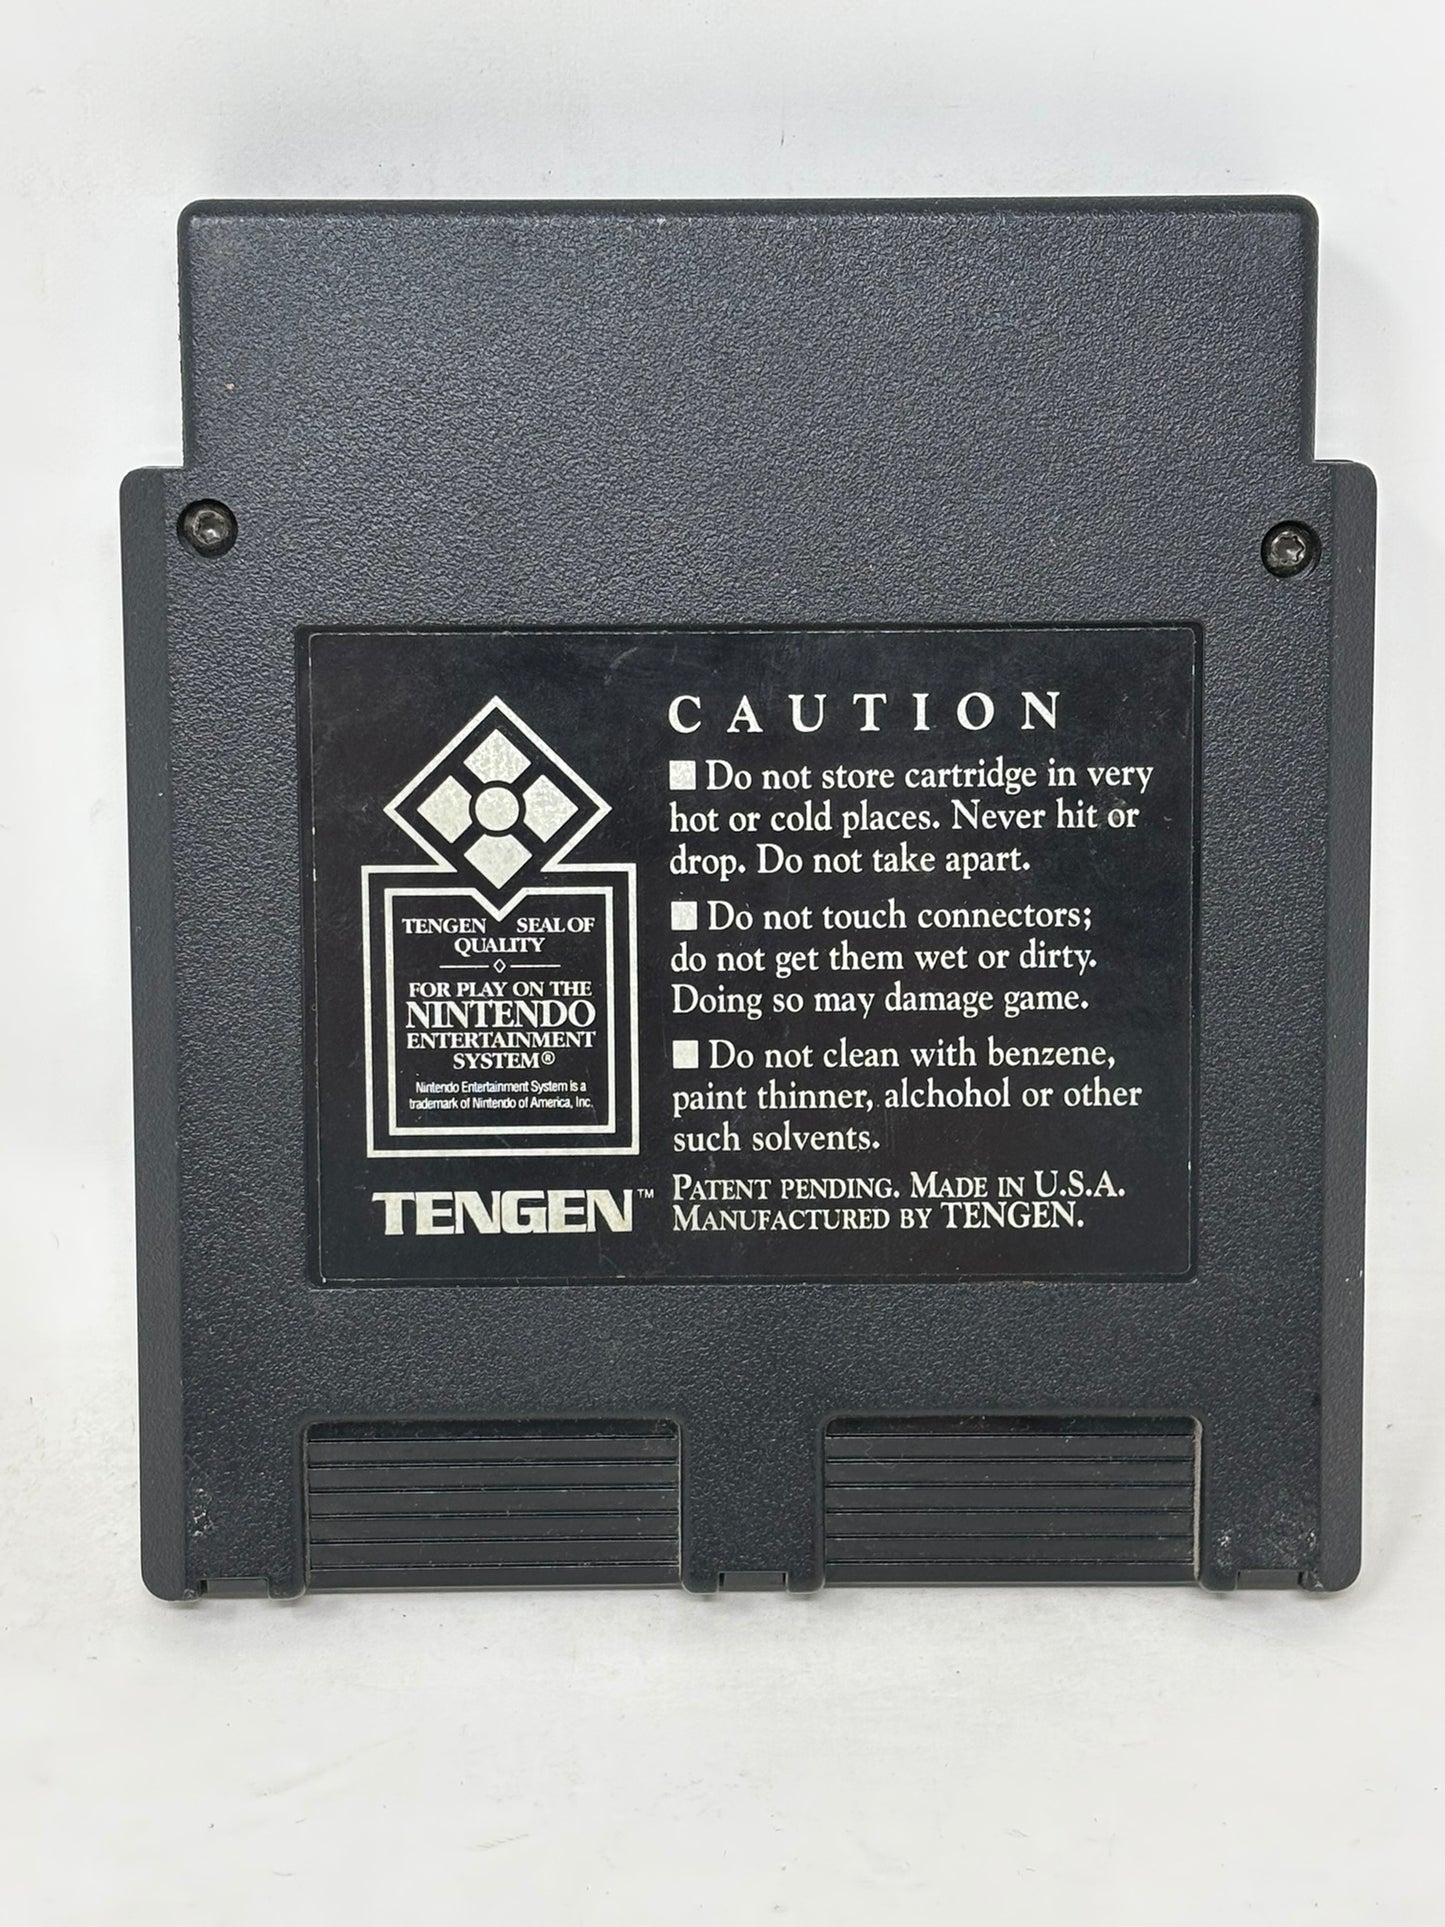 TENGEN SEAL OF
QUALITY
FOR PLAY ON THE
NINTENDO
ENTERTAINMENT
SYSTEM®
Nintendo Entertainment System is a
trademark of Nintendo of America, Inc.
TENGEN™
CAUTION
■ Do not store cartridge in very
hot or cold places. Never hit or
drop. Do not take apart.
■ Do not touch connectors;
do not get them wet or dirty.
Doing so may damage game.
■ Do not clean with benzene,
paint thinner, alchohol or other
such solvents.
PATENT PENDING. MADE IN U.S.A.
MANUFACTURED BY TENGEN.